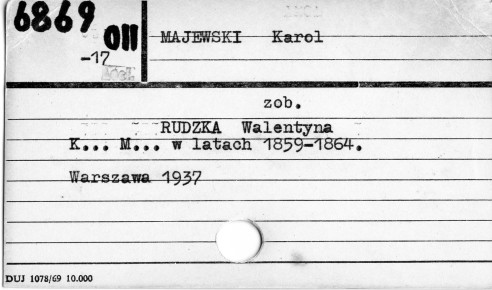 6869 011
-17
MAJEWSKI Karol
zob.
RUDZKA Walentyna
K... M... w latach 1859-1864.
Warszawa 1937
DUJ 1078/69 10.000